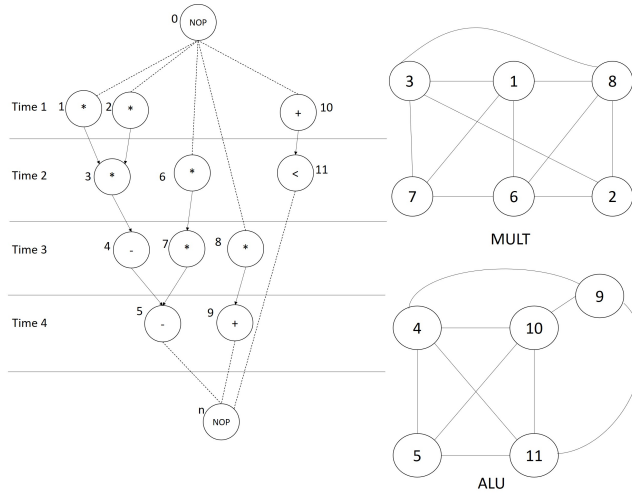 0 NOP
Time 1 1 * 2 * + 10
Time 2 3 * 6 * < 11
Time 3 4 - 7 * 8 *
Time 4 5 - 9 +
n NOP
3 1 8
7 6 2
MULT
9
4 10
5 11
ALU